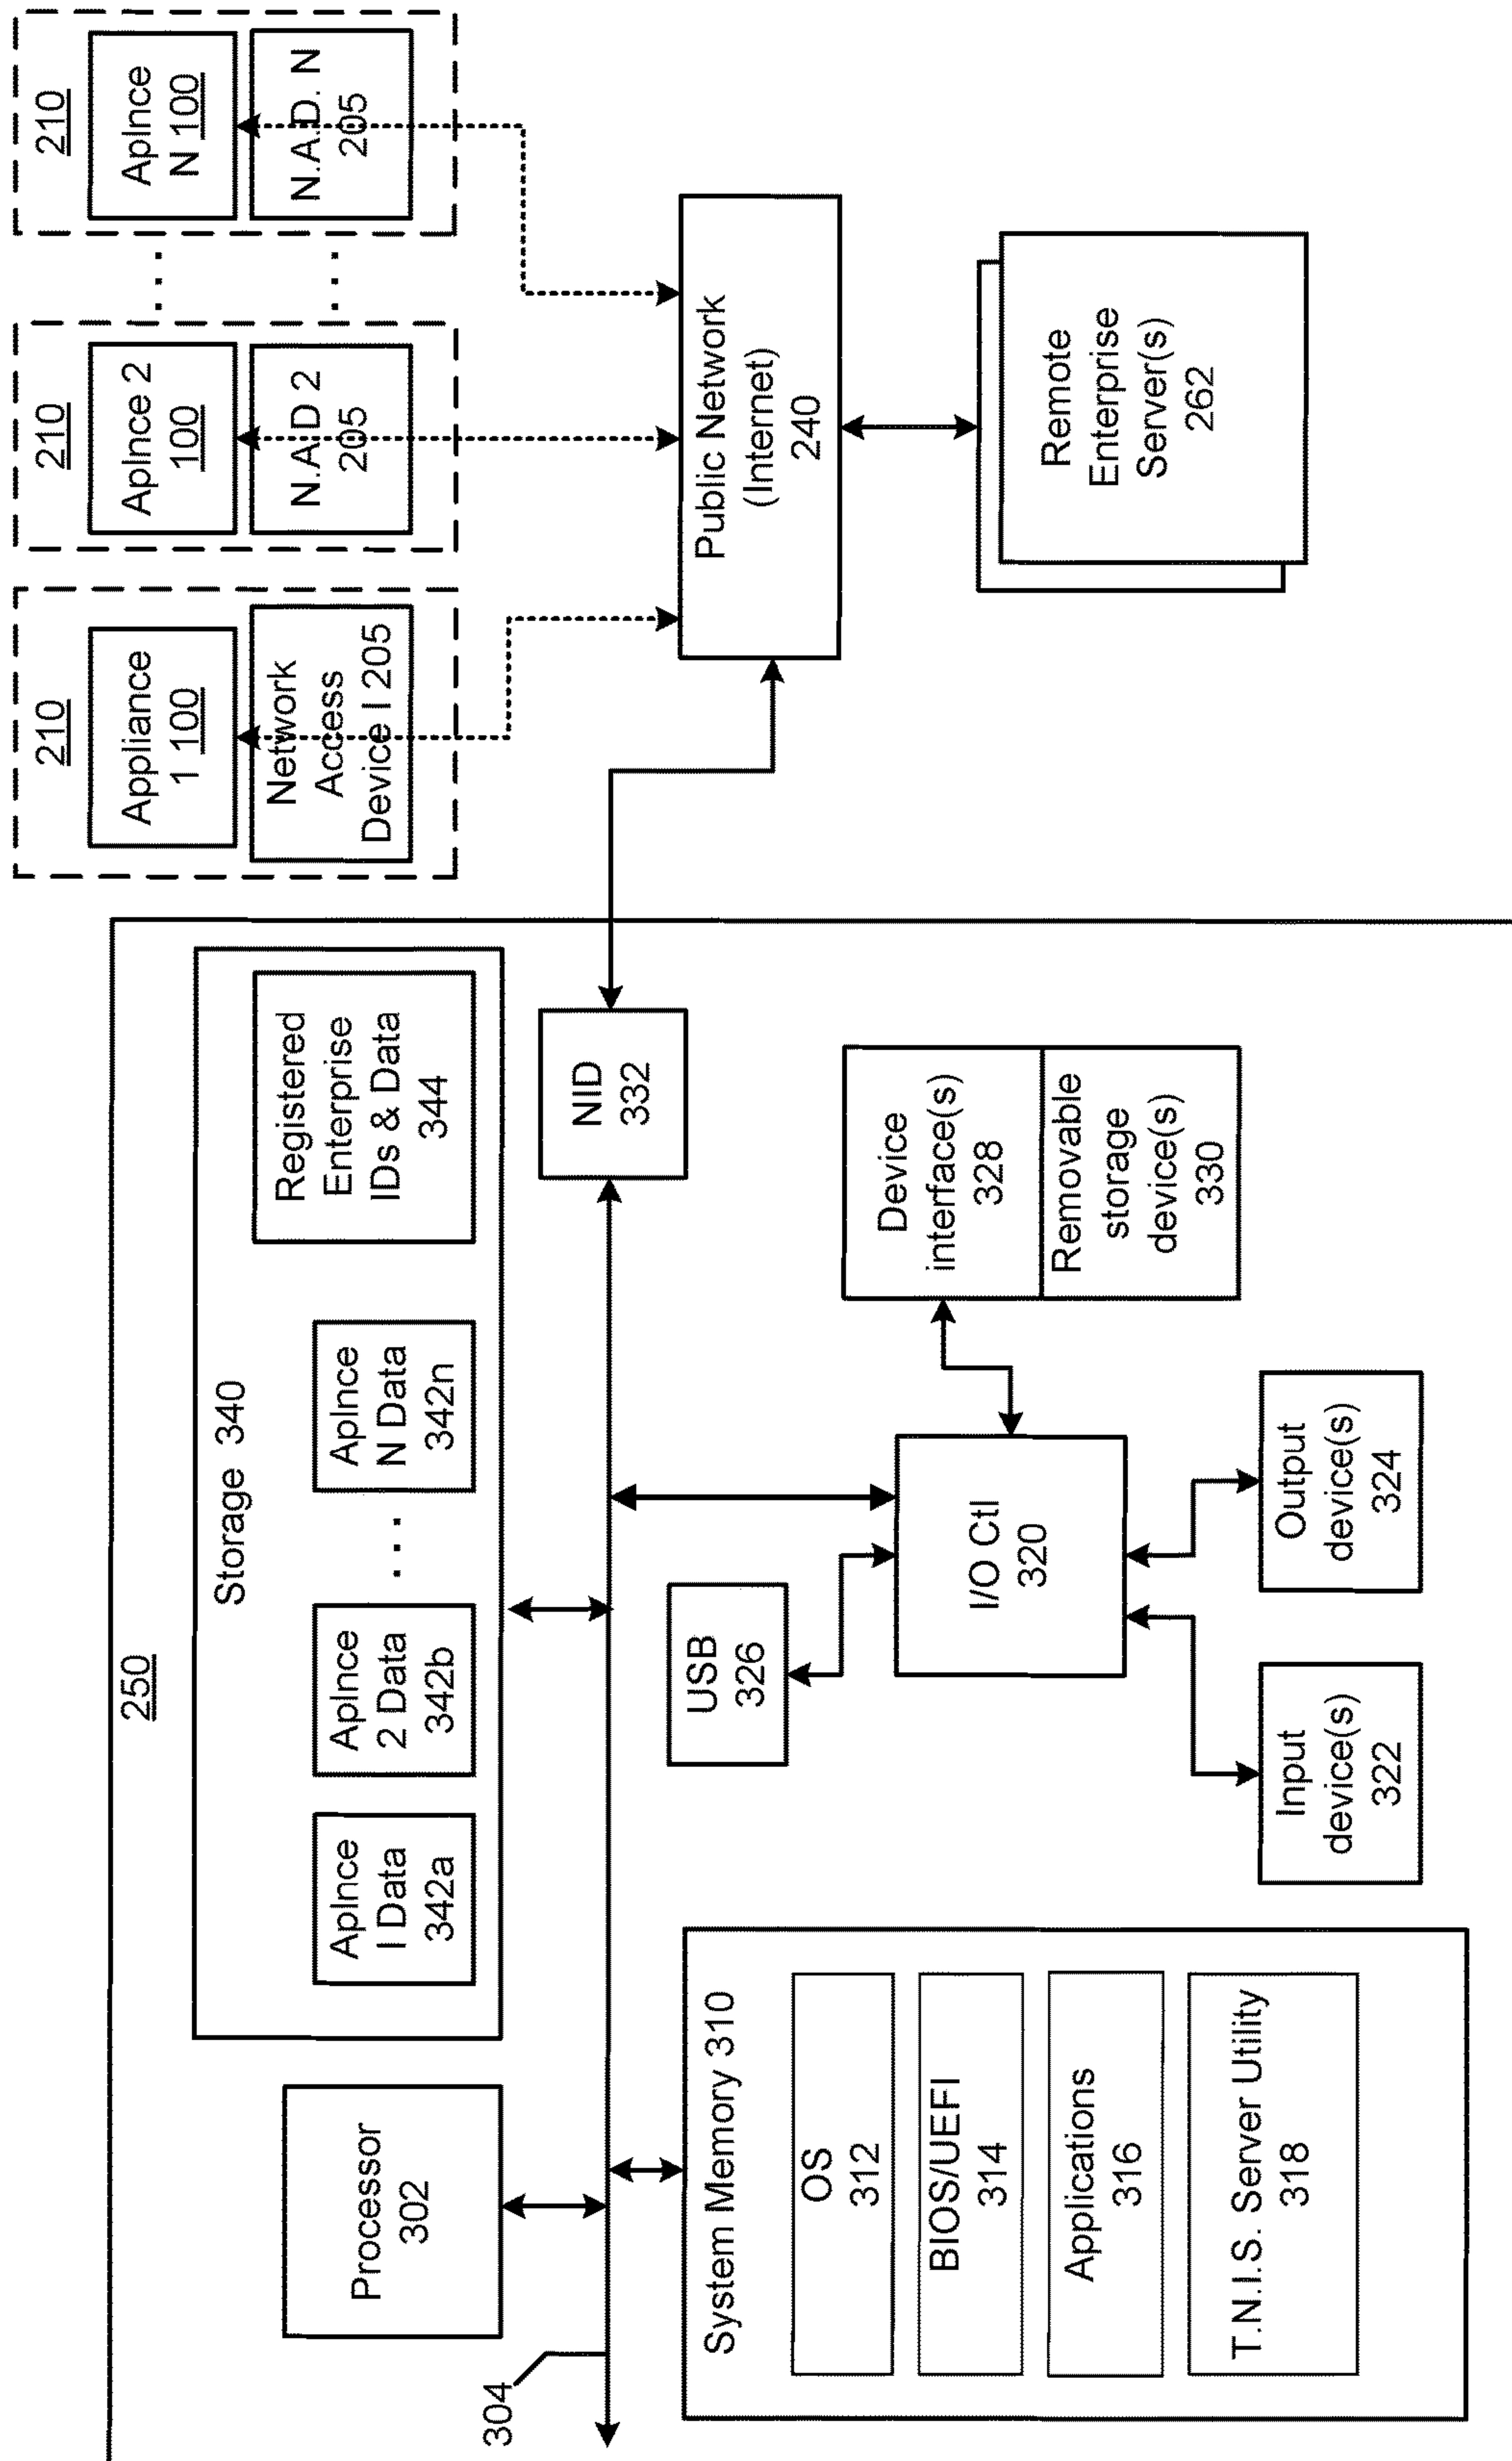 250
Processor
302
304
Storage 340
Aplnce
I Data
342a
Aplnce
2 Data
342b
. . .
Aplnce
N Data
342n
Registered
Enterprise
IDs & Data
344
NID
332
System Memory 310
OS
312
BIOS/UEFI
314
Applications
316
T.N.I.S. Server Utility
318
USB
326
I/O Ctl
320
Input
device(s)
322
Output
device(s)
324
Device
interface(s)
328
Removable
storage
device(s)
330
210
Appliance
1 100
Network
Access
Device I 205
210
Aplnce 2
100
N.A.D 2
205
. . .
. . .
210
Aplnce
N 100
N.A.D. N
205
Public Network
(Internet)
240
Remote
Enterprise
Server(s)
262